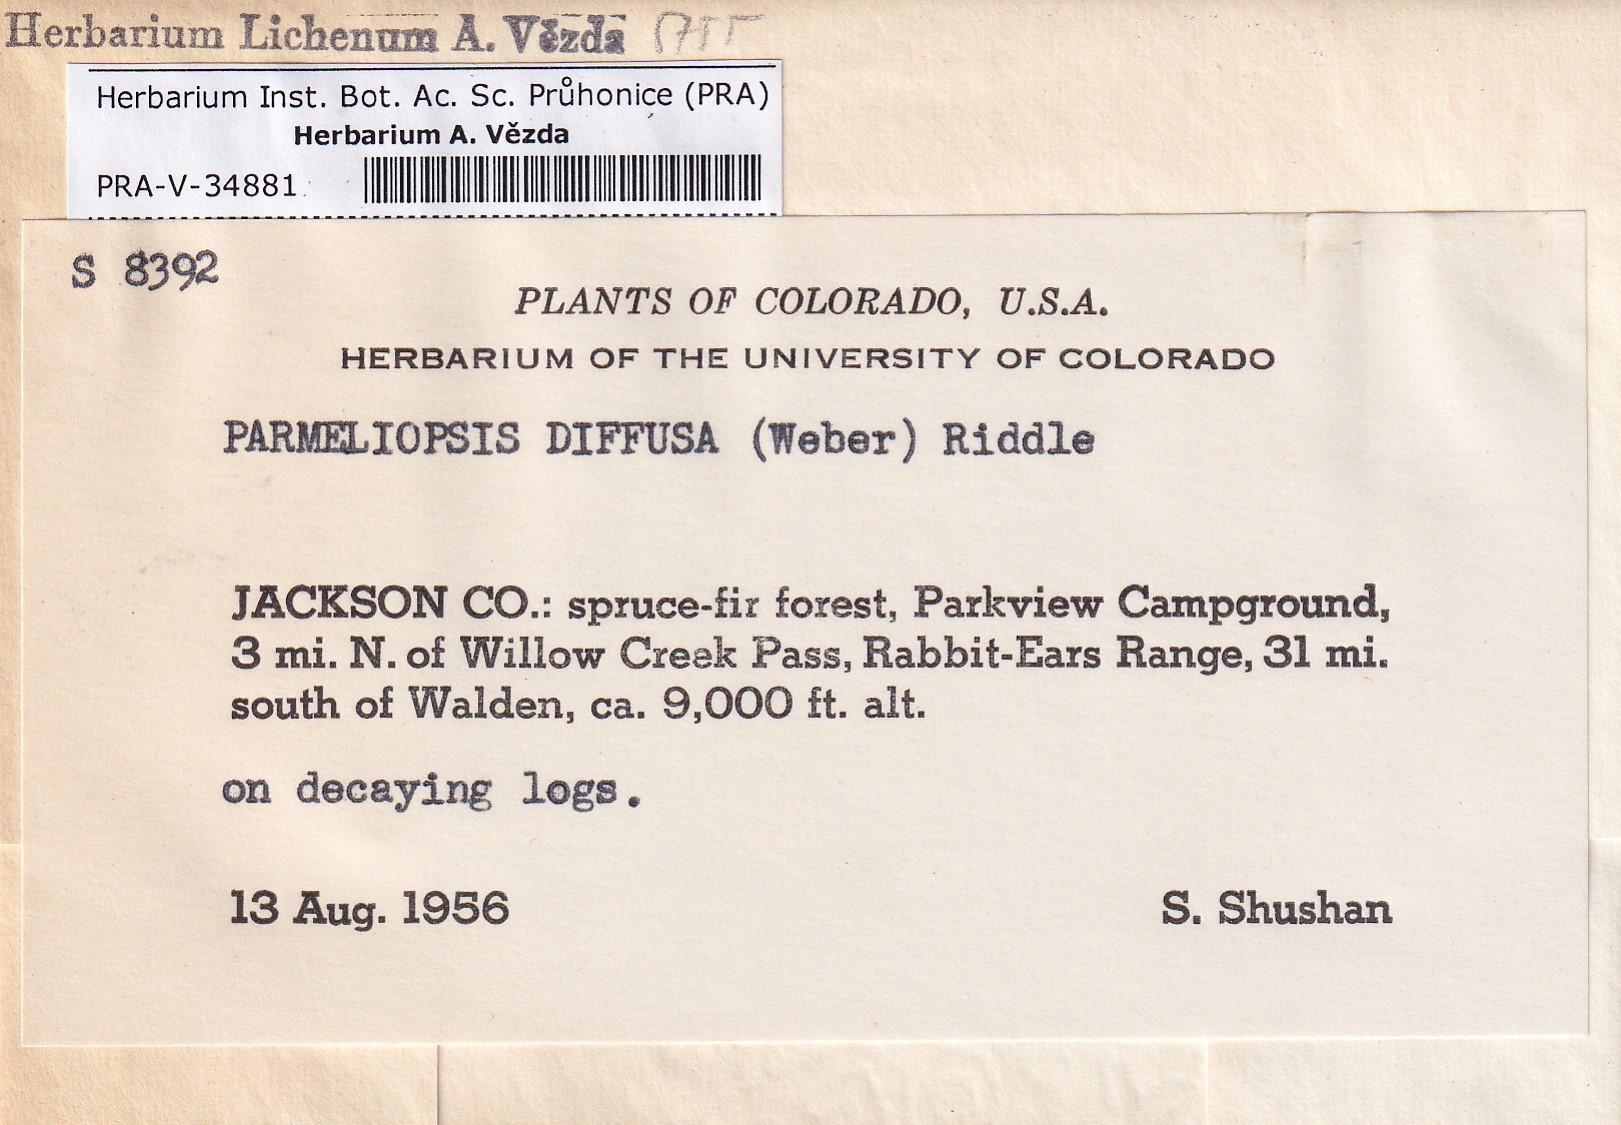 Herbarium Lichenum A. Vězda
Herbarium Inst. Bot. Ac. Sc. Průhonice (PRA)
Herbarium A. Vězda
PRA-V-34881
S 8392
PLANTS OF COLORADO, U.S.A.
HERBARIUM OF THE UNIVERSITY OF COLORADO
PARMELIOPSIS DIFFUSA (Weber) Riddle
JACKSON CO.: spruce-fir forest, Parkview Campground,
3 mi. N. of Willow Creek Pass, Rabbit-Ears Range, 31 mi.
south of Walden, ca. 9,000 ft. alt.
on decaying logs.
13 Aug. 1956 S. Shushan